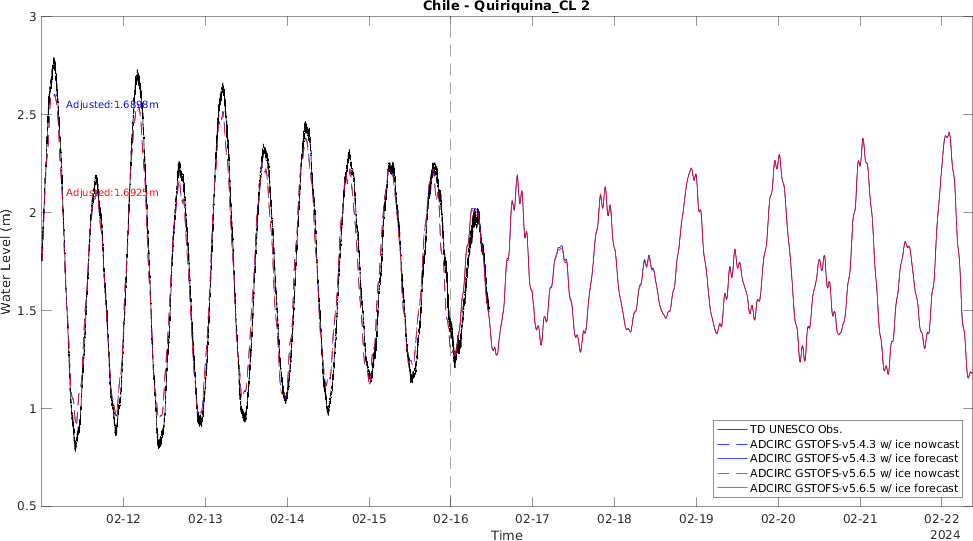 Chile - Quiriquina_CL 2
3
2.5
2
1.5
1
0.5
Water Level (m)
Adjusted:1.6898m
Adjusted:1.6925m
TD UNESCO Obs.
ADCIRC GSTOFS-v5.4.3 w/ ice nowcast
ADCIRC GSTOFS-v5.4.3 w/ ice forecast
ADCIRC GSTOFS-v5.6.5 w/ ice nowcast
ADCIRC GSTOFS-v5.6.5 w/ ice forecast
02-12 02-13 02-14 02-15 02-16 02-17 02-18 02-19 02-20 02-21 02-22
Time
2024